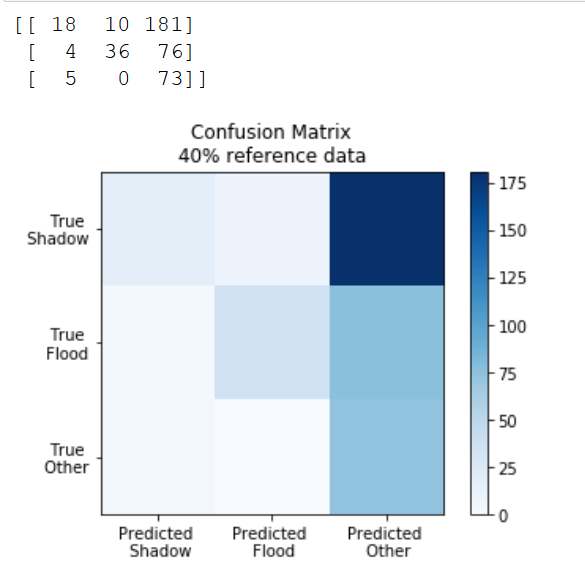 [[ 18  10 181]
 [  4  36  76]
 [  5   0  73]]
Confusion Matrix
40% reference data
True
Shadow
True
Flood
True
Other
Predicted
Shadow
Predicted
Flood
Predicted
Other
175
150
125
100
75
50
25
0